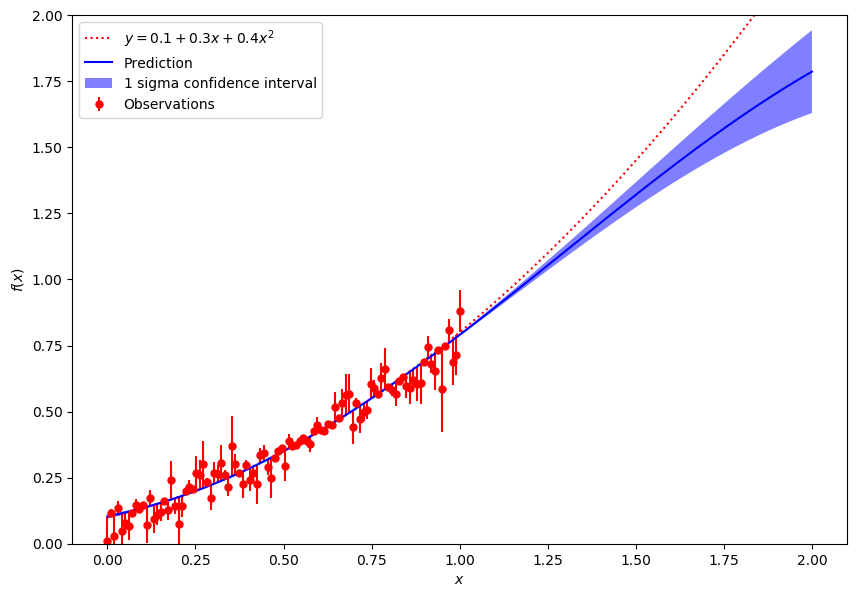 y = 0.1 + 0.3x + 0.4x²
Prediction
1 sigma confidence interval
Observations
2.00
1.75
1.50
1.25
1.00
0.75
0.50
0.25
0.00
f(x)
0.00 0.25 0.50 0.75 1.00 1.25 1.50 1.75 2.00
x